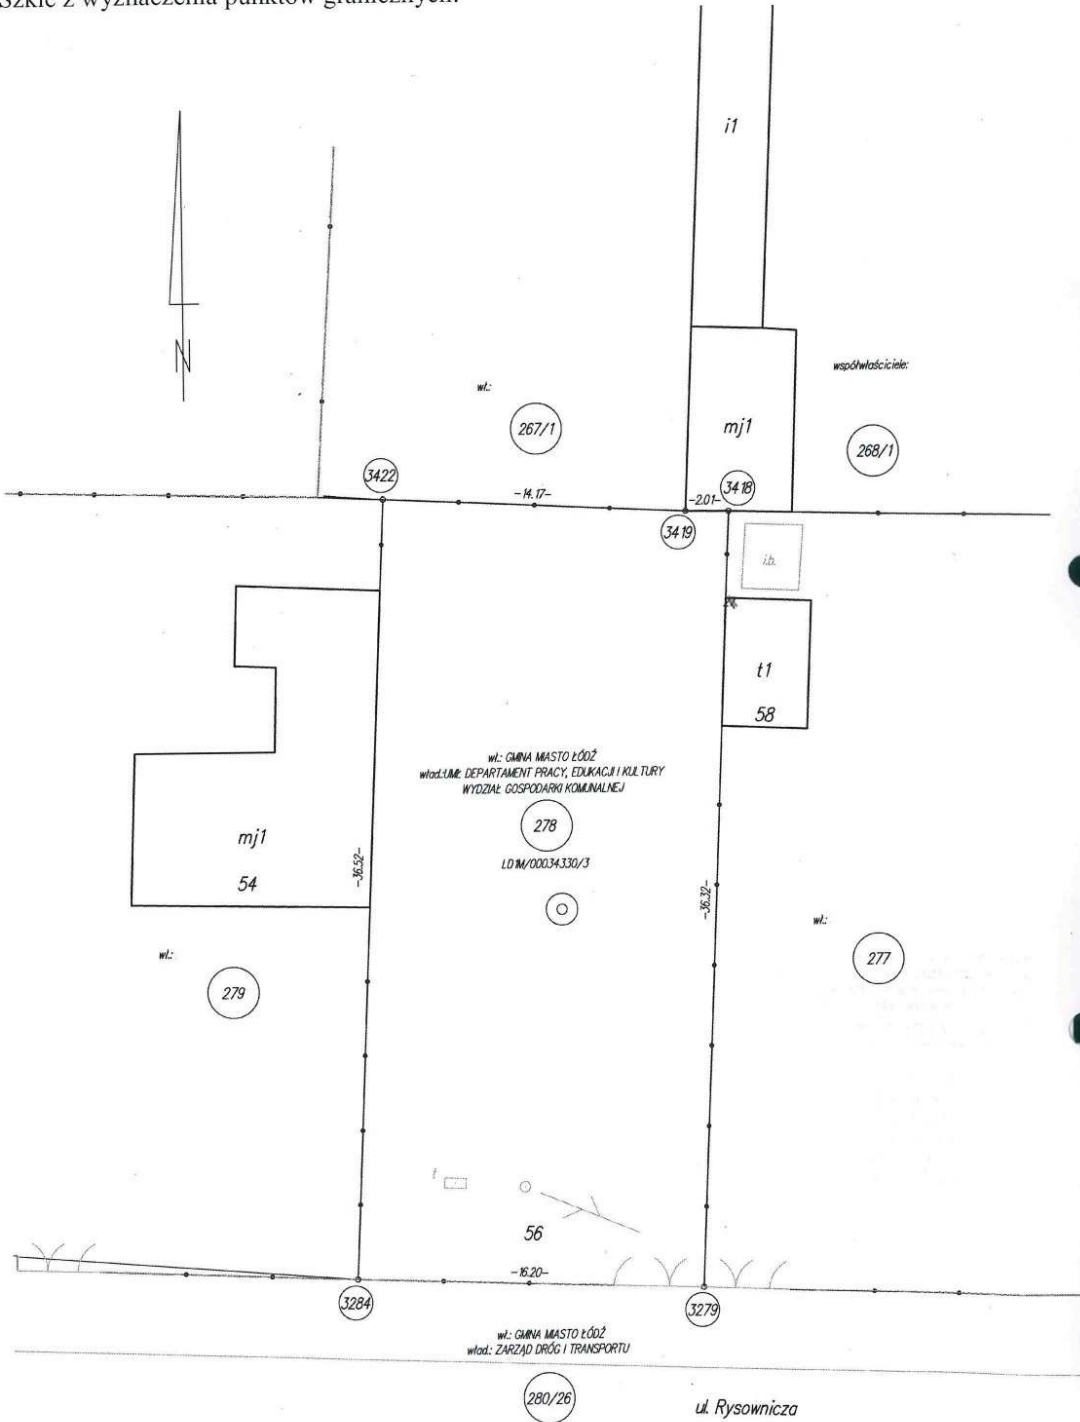 Szkic z wyznaczenia punktów granicznych:
i1
N
współwłaściciele:
wł.:
267/1
mj1
268/1
3422
-14.17-
-2.01-
3418
3419
i.b.
t1
58
wł.: GMINA MIASTO ŁÓDŹ
wład.:UMŁ DEPARTAMENT PRACY, EDUKACJI I KULTURY
WYDZIAŁ GOSPODARKI KOMUNALNEJ
278
LD1M/00034330/3
mj1
54
-36.52-
-36.32-
wł.:
277
wł.:
279
t
56
-16.20-
3284
3279
wł.: GMINA MIASTO ŁÓDŹ
wład.: ZARZĄD DRÓG I TRANSPORTU
280/26
ul. Rysownicza